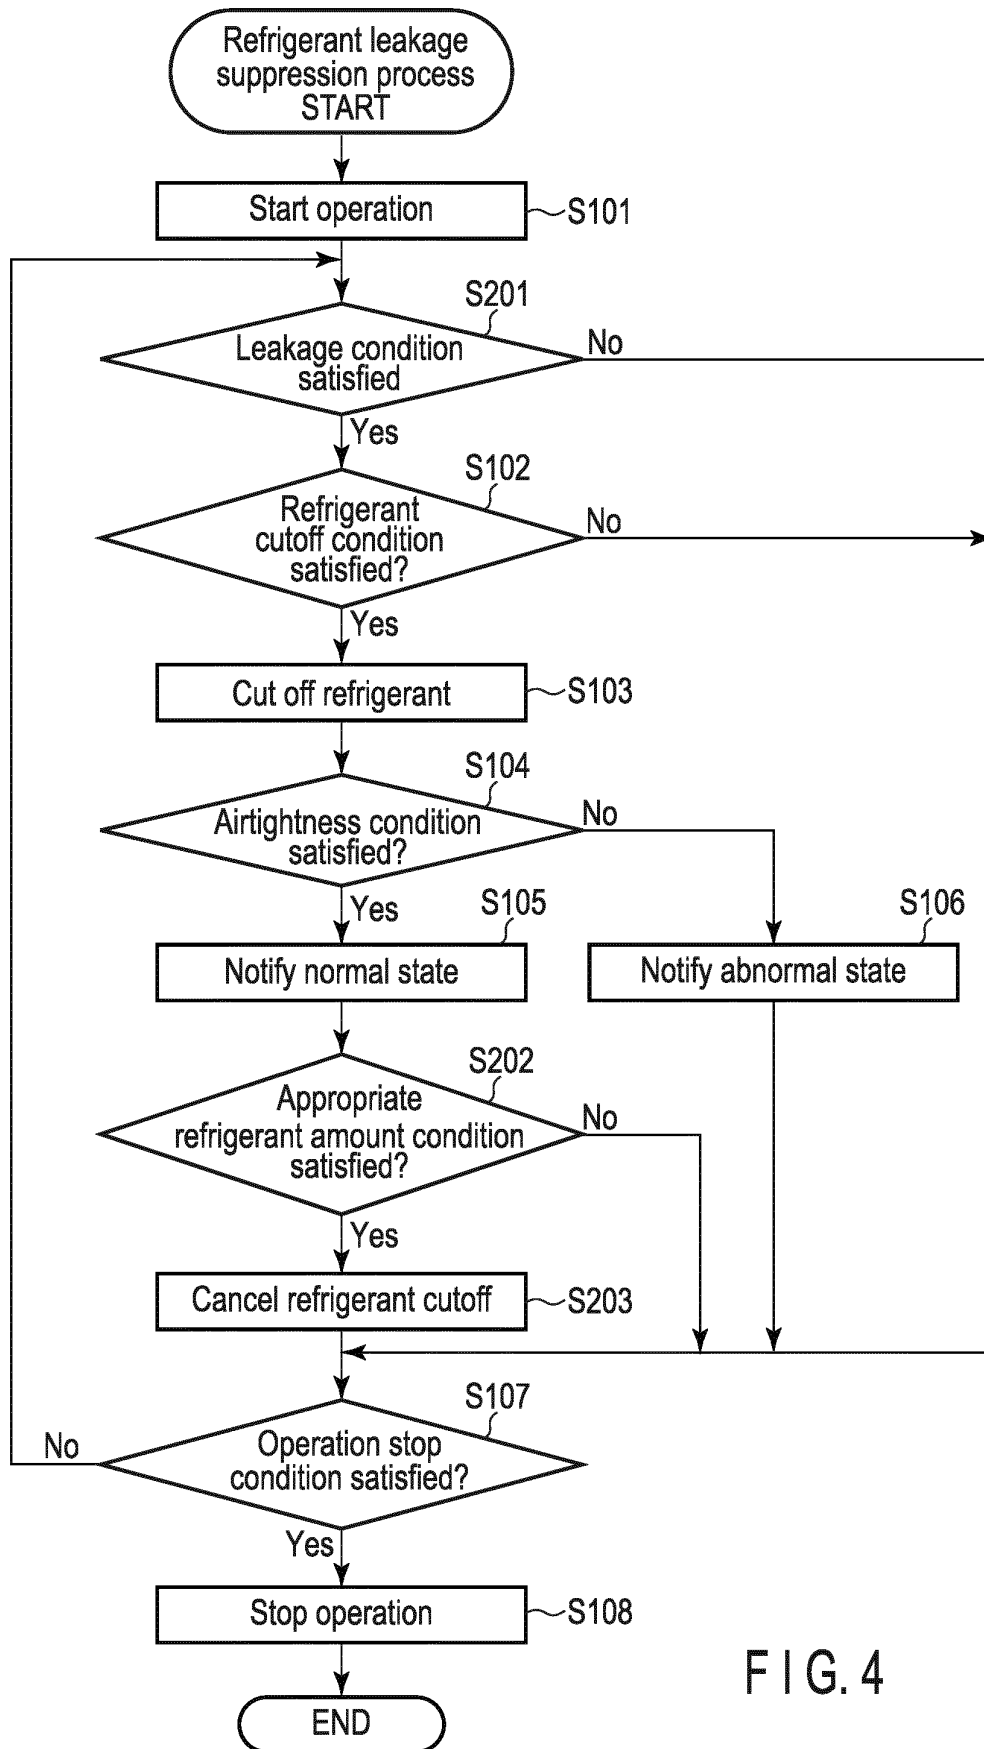 Refrigerant leakage
suppression process
START
Start operation
S101
S201
Leakage condition
satisfied
No
Yes
S102
Refrigerant
cutoff condition
satisfied?
No
Yes
Cut off refrigerant
S103
S104
Airtightness condition
satisfied?
No
Yes
S105
Notify normal state
S106
Notify abnormal state
S202
Appropriate
refrigerant amount condition
satisfied?
No
Yes
Cancel refrigerant cutoff
S203
S107
Operation stop
condition satisfied?
No
Yes
Stop operation
S108
END
FIG. 4